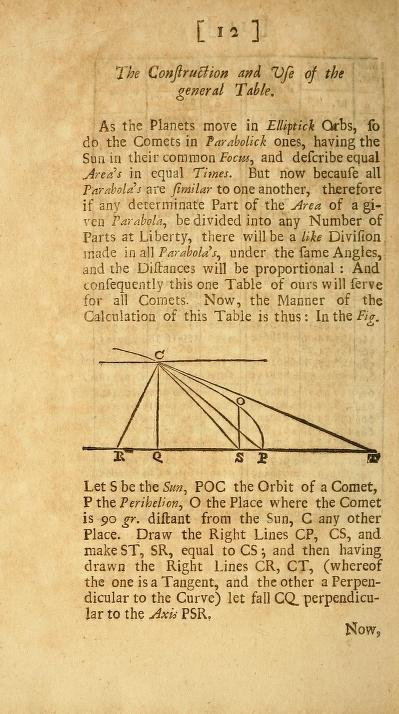 [ 12 ]
The Conſtruction and Uſe of the
general Table.
As the Planets move in Elliptick Orbs, ſo
do the Comets in Parabolick ones, having the
Sun in their common Focus, and deſcribe equal
Area's in equal Times. But now becauſe all
Parabola's are ſimilar to one another, therefore
if any determinate Part of the Area of a gi-
ven Parabola, be divided into any Number of
Parts at Liberty, there will be a like Diviſion
made in all Parabola's, under the ſame Angles,
and the Diſtances will be proportional : And
conſequently this one Table of ours will ſerve
for all Comets. Now, the Manner of the
Calculation of this Table is thus : In the Fig.
C
O
R Q S P T
Let S be the Sun, POC the Orbit of a Comet,
P the Perihelion, O the Place where the Comet
is 90 gr. diſtant from the Sun, C any other
Place. Draw the Right Lines CP, CS, and
make ST, SR, equal to CS ; and then having
drawn the Right Lines CR, CT, (whereof
the one is a Tangent, and the other a Perpen-
dicular to the Curve) let fall CQ perpendicu-
lar to the Axis PSR.
Now,